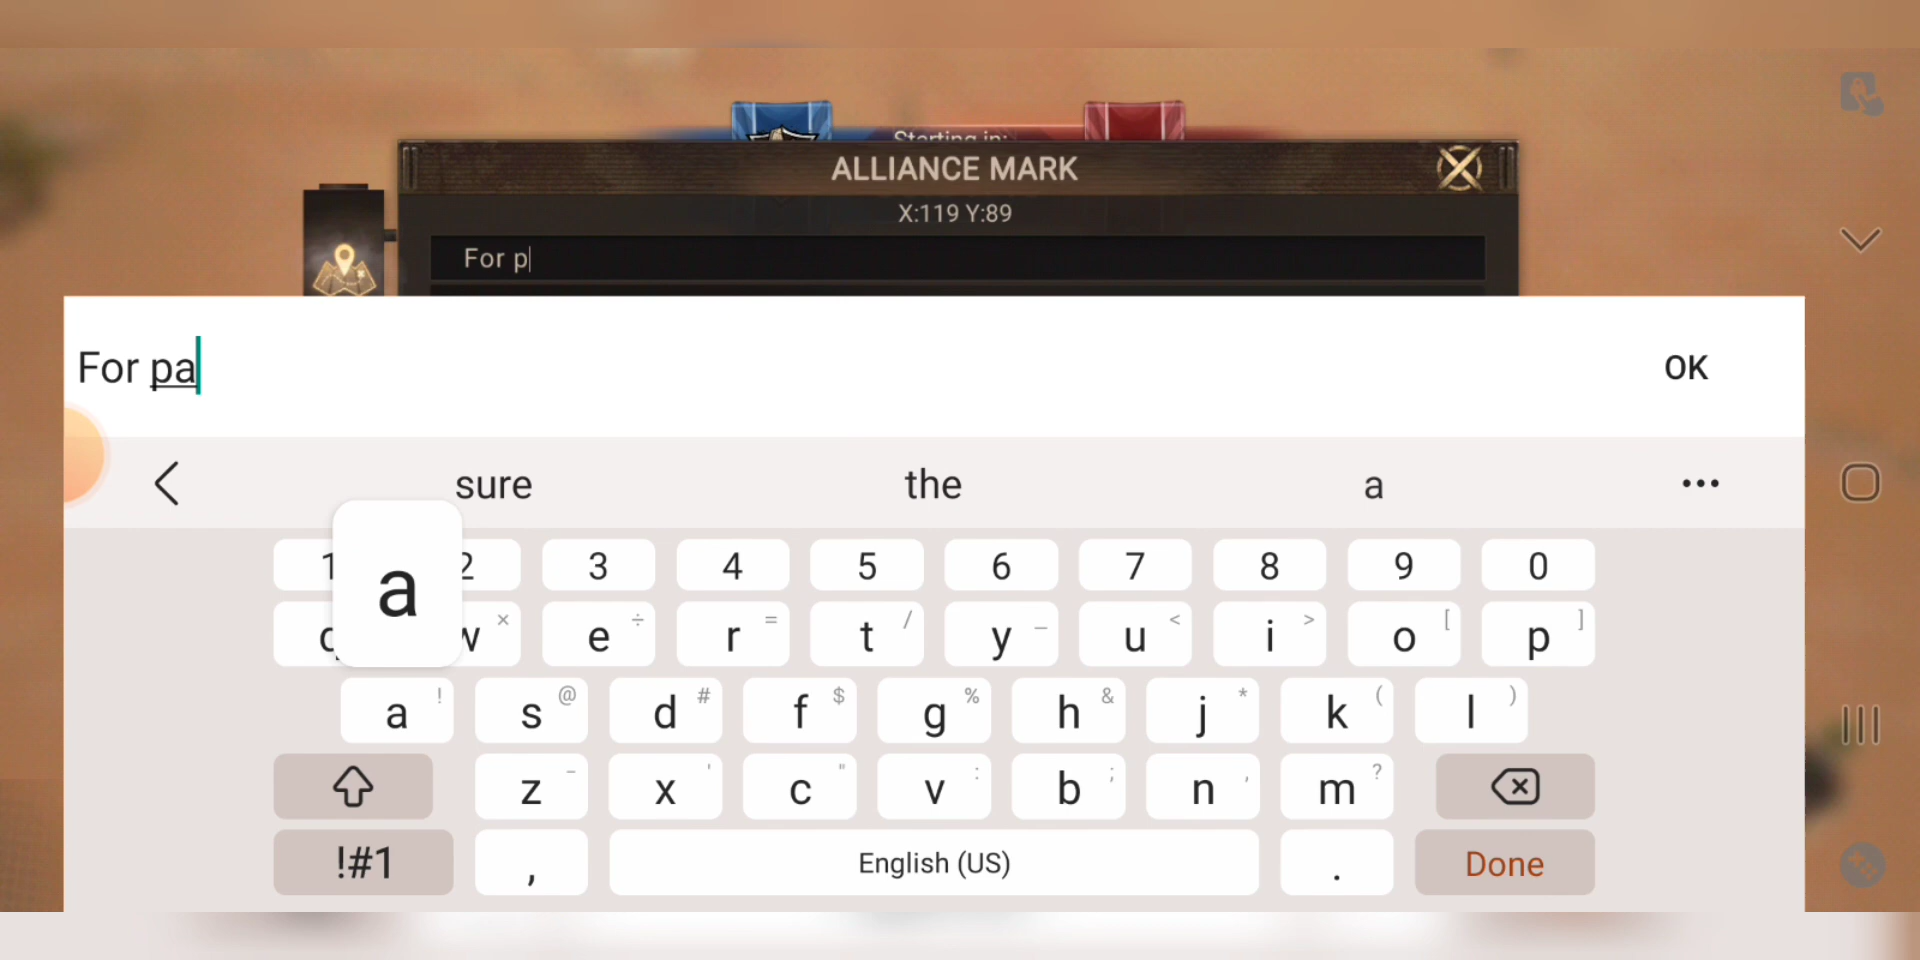 Starting in:
ALLIANCE MARK
X:119 Y:89
For p
For pa
OK
sure the a
1 2 3 4 5 6 7 8 9 0
a
q w × e ÷ r = t / y _ u < i > o [ p ]
a ! s @ d # f $ g % h & j * k ( l )
z - x ' c " v : b ; n , m ?
!#1 , English (US) . Done